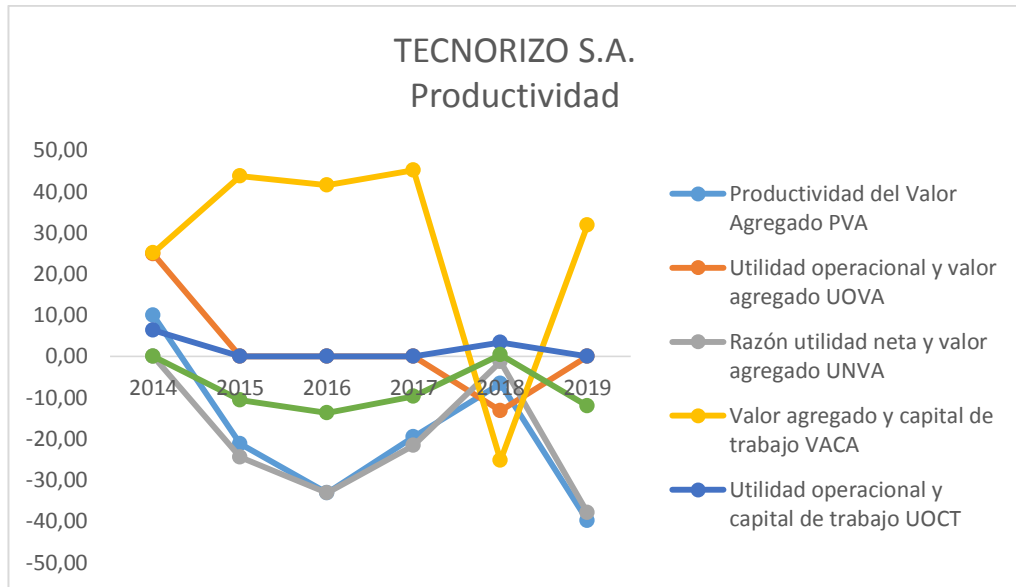 TECNORIZO S.A.
Productividad
50,00
40,00
30,00
20,00
10,00
0,00
-10,00
-20,00
-30,00
-40,00
-50,00
2014
2015
2016
2017
2018
2019
Productividad del Valor
Agregado PVA
Utilidad operacional y valor
agregado UOVA
Razón utilidad neta y valor
agregado UNVA
Valor agregado y capital de
trabajo VACA
Utilidad operacional y
capital de trabajo UOCT